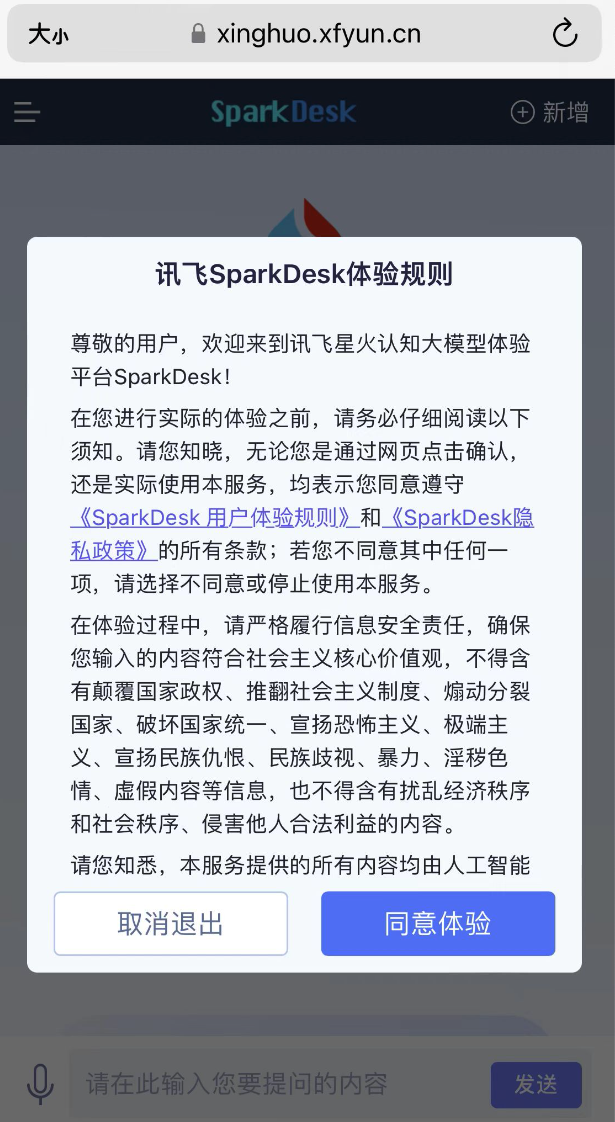 大小
xinghuo.xfyun.cn
SparkDesk
新增
讯飞SparkDesk体验规则
尊敬的用户，欢迎来到讯飞星火认知大模型体验
平台SparkDesk！
在您进行实际的体验之前，请务必仔细阅读以下
须知。请您知晓，无论您是通过网页点击确认，
还是实际使用本服务，均表示您同意遵守
《SparkDesk 用户体验规则》和《SparkDesk隐
私政策》的所有条款；若您不同意其中任何一
项，请选择不同意或停止使用本服务。
在体验过程中，请严格履行信息安全责任，确保
您输入的内容符合社会主义核心价值观，不得含
有颠覆国家政权、推翻社会主义制度、煽动分裂
国家、破坏国家统一、宣扬恐怖主义、极端主
义、宣扬民族仇恨、民族歧视、暴力、淫秽色
情、虚假内容等信息，也不得含有扰乱经济秩序
和社会秩序、侵害他人合法利益的内容。
请您知悉，本服务提供的所有内容均由人工智能
取消退出
同意体验
请在此输入您要提问的内容
发送